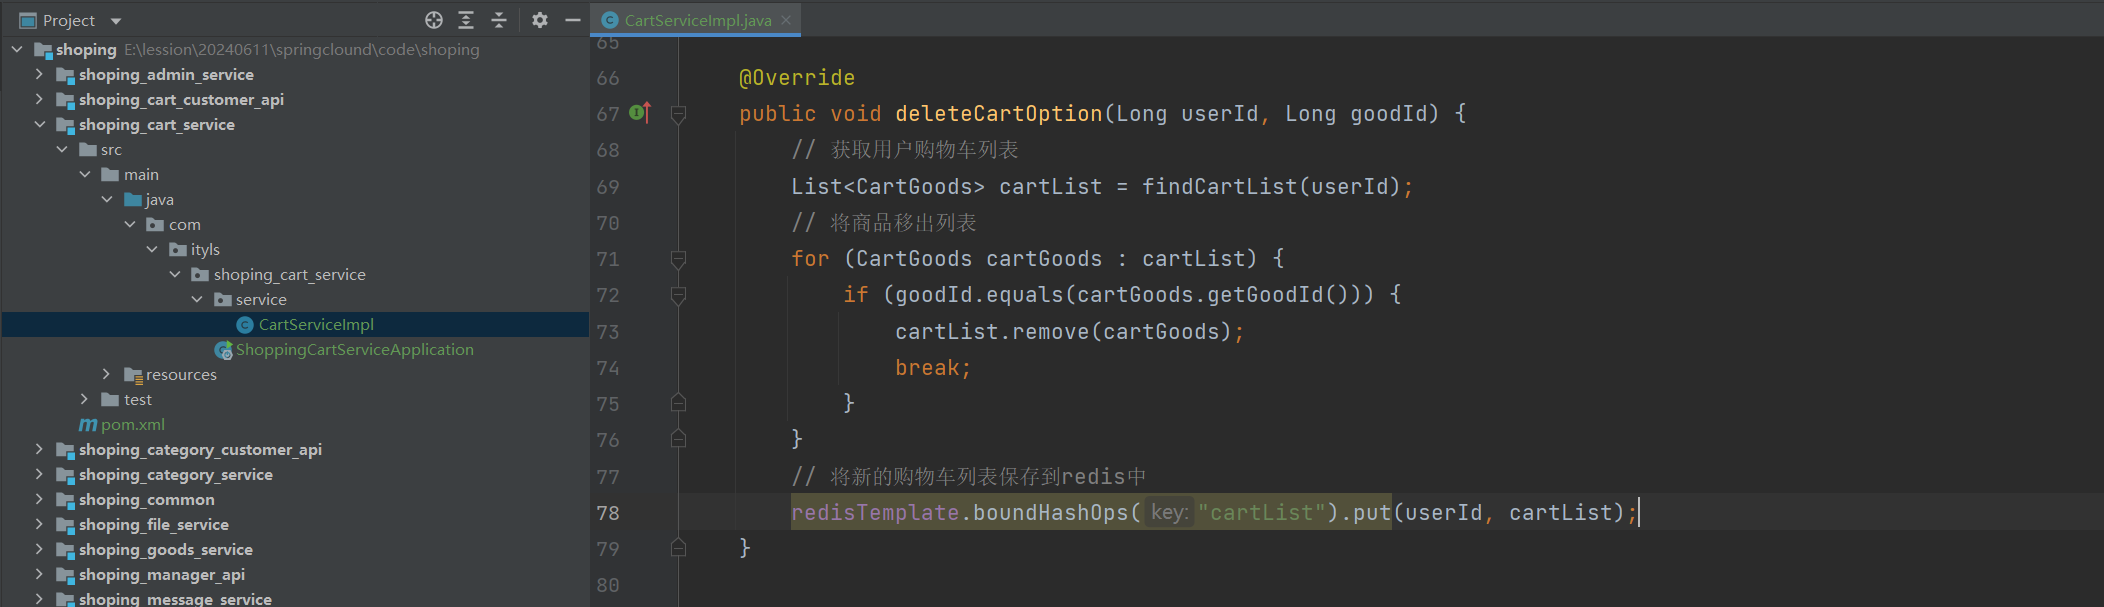 Project
shoping E:\lession\20240611\springclound\code\shoping
shoping_admin_service
shoping_cart_customer_api
shoping_cart_service
src
main
java
com
ityls
shoping_cart_service
service
CartServiceImpl
ShoppingCartServiceApplication
resources
test
pom.xml
shoping_category_customer_api
shoping_category_service
shoping_common
shoping_file_service
shoping_goods_service
shoping_manager_api
shoping_message_service
CartServiceImpl.java
65
66 @Override
67 public void deleteCartOption(Long userId, Long goodId) {
68 // 获取用户购物车列表
69 List<CartGoods> cartList = findCartList(userId);
70 // 将商品移出列表
71 for (CartGoods cartGoods : cartList) {
72 if (goodId.equals(cartGoods.getGoodId())) {
73 cartList.remove(cartGoods);
74 break;
75 }
76 }
77 // 将新的购物车列表保存到redis中
78 redisTemplate.boundHashOps( key: "cartList").put(userId, cartList);
79 }
80